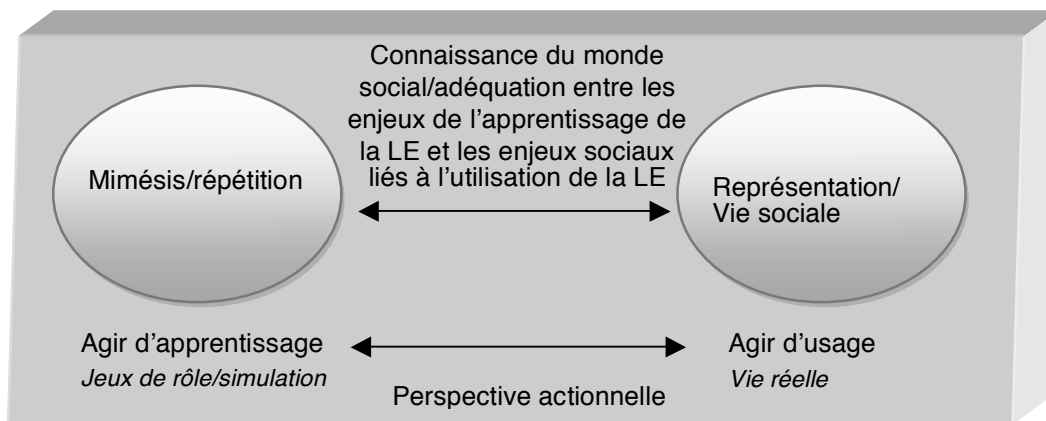 Connaissance du monde
social/adéquation entre les
enjeux de l'apprentissage de
la LE et les enjeux sociaux
liés à l'utilisation de la LE
Mimésis/répétition
Représentation/
Vie sociale
Agir d'apprentissage
Jeux de rôle/simulation
Agir d'usage
Vie réelle
Perspective actionnelle